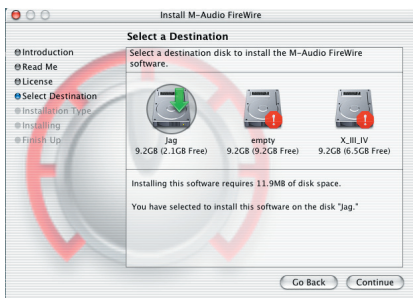 Install M-Audio FireWire
Select a Destination
Introduction
Read Me
License
Select Destination
Installation Type
Installing
Finish Up
Select a destination disk to install the M-Audio FireWire
software.
Jag
9.2GB (2.1GB Free)
empty
9.2GB (9.2GB Free)
X_III_IV
9.2GB (6.5GB Free)
Installing this software requires 11.9MB of disk space.
You have selected to install this software on the disk "Jag."
Go Back
Continue